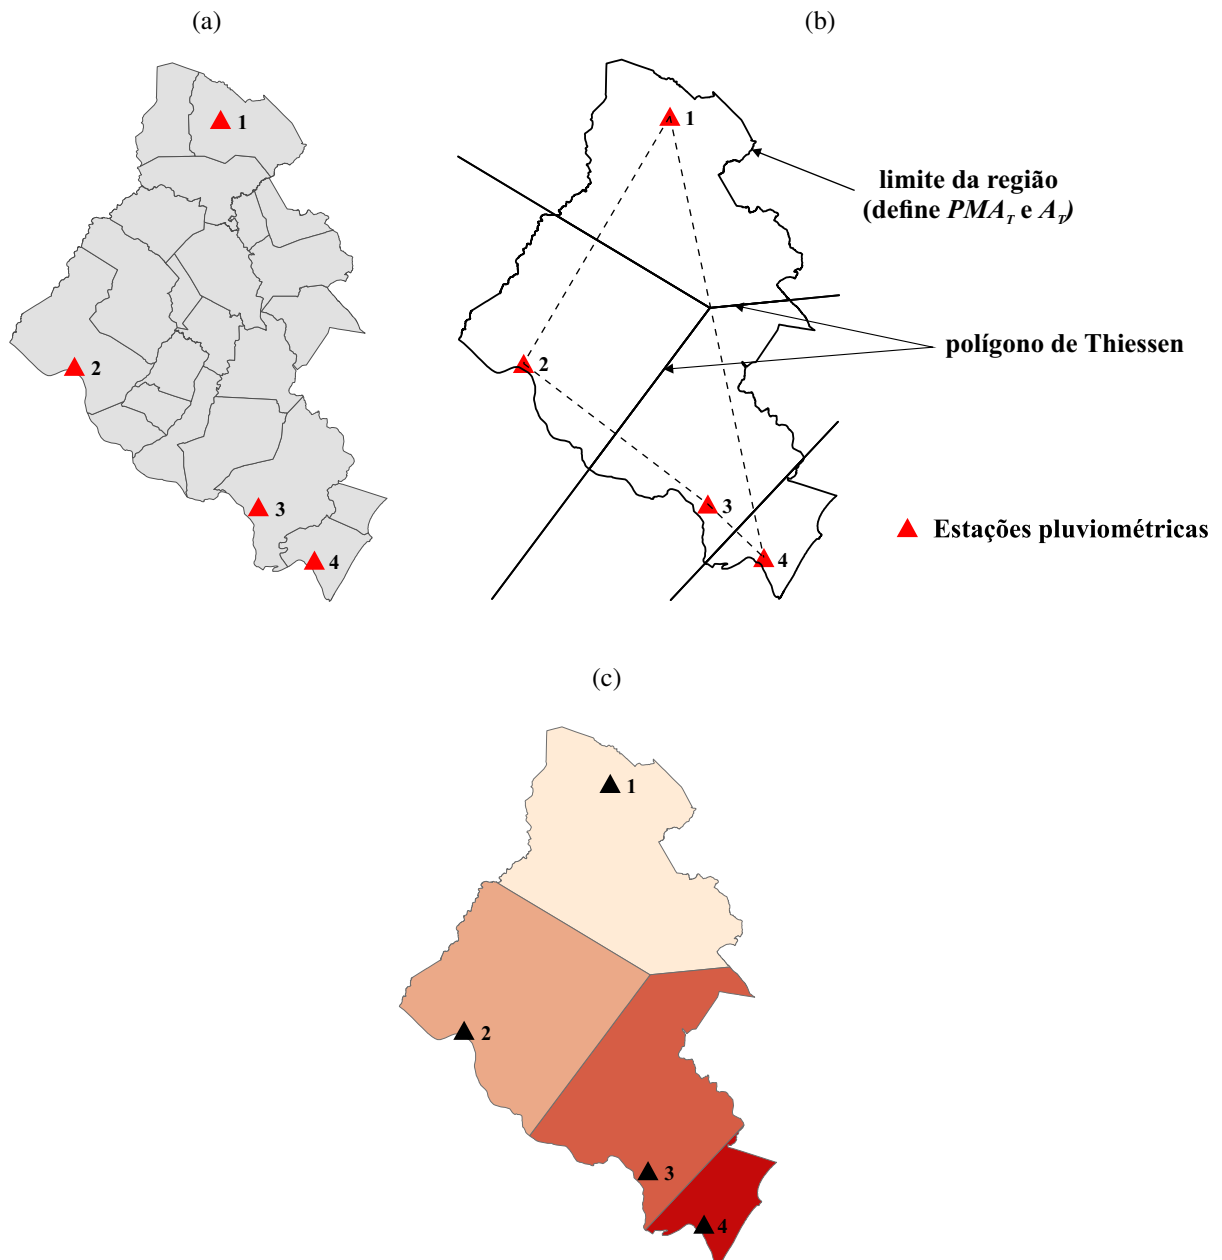 (a)
(b)
1
2
3
4
1
2
3
4
limite da região
(define PMA_T e A_T)
polígono de Thiessen
Estações pluviométricas
(c)
1
2
3
4